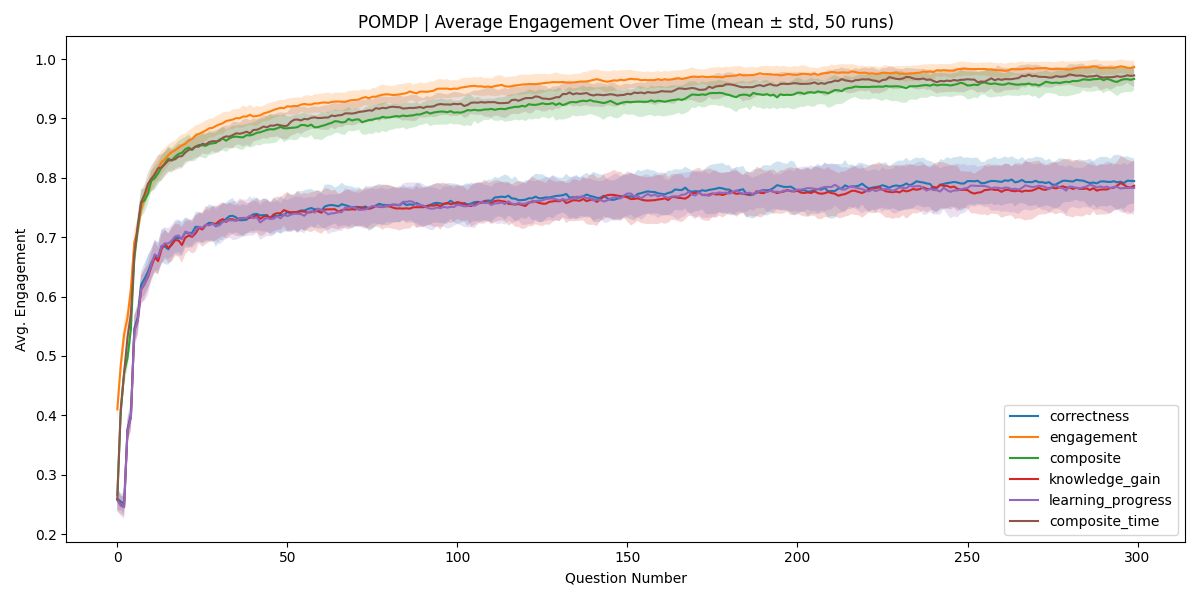 POMDP | Average Engagement Over Time (mean ± std, 50 runs)
1.0
0.9
0.8
0.7
0.6
0.5
0.4
0.3
0.2
Avg. Engagement
0 50 100 150 200 250 300
Question Number
correctness
engagement
composite
knowledge_gain
learning_progress
composite_time